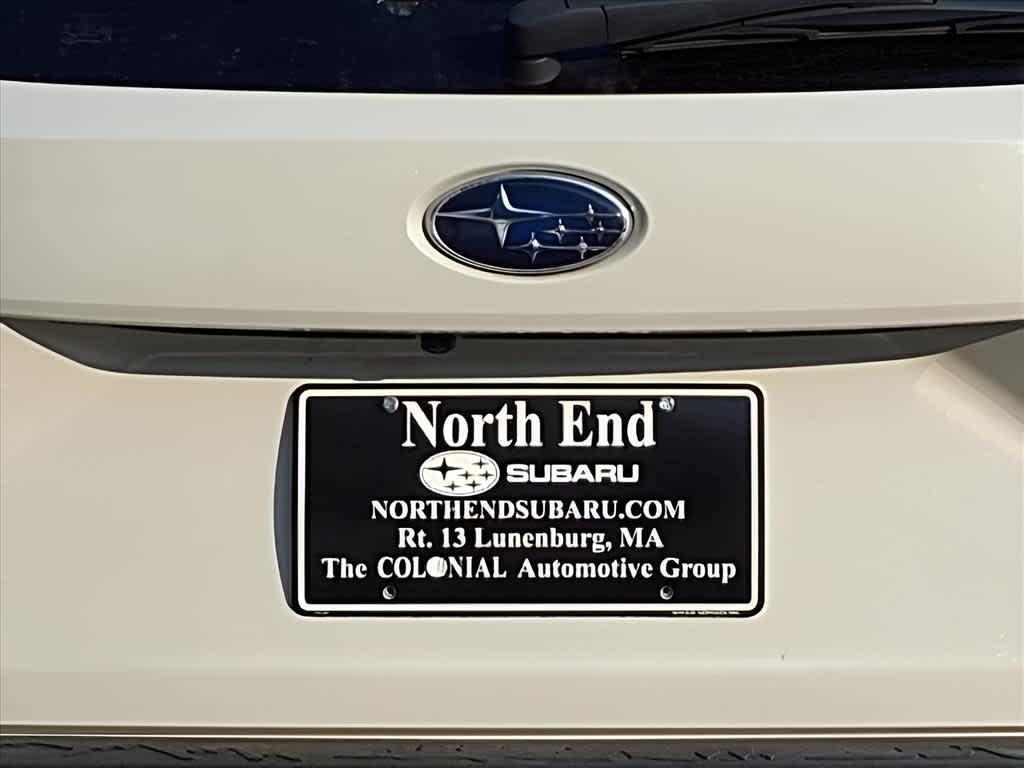 North End
SUBARU
NORTHENDSUBARU.COM
Rt. 13 Lunenburg, MA
The COLONIAL Automotive Group